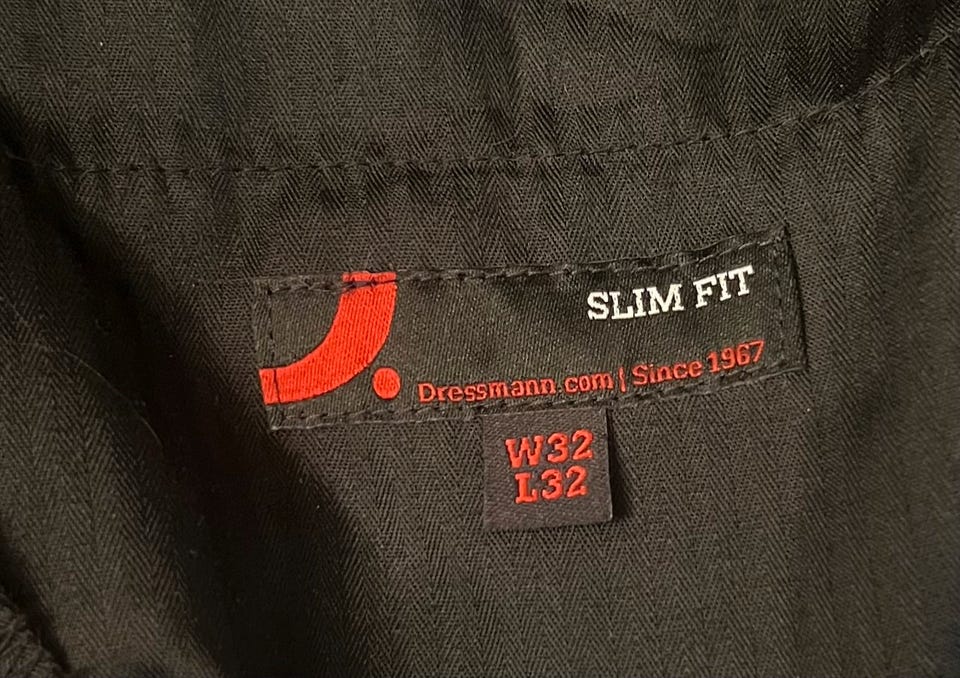 SLIM FIT
Dressmann.com | Since 1967
W32
L32